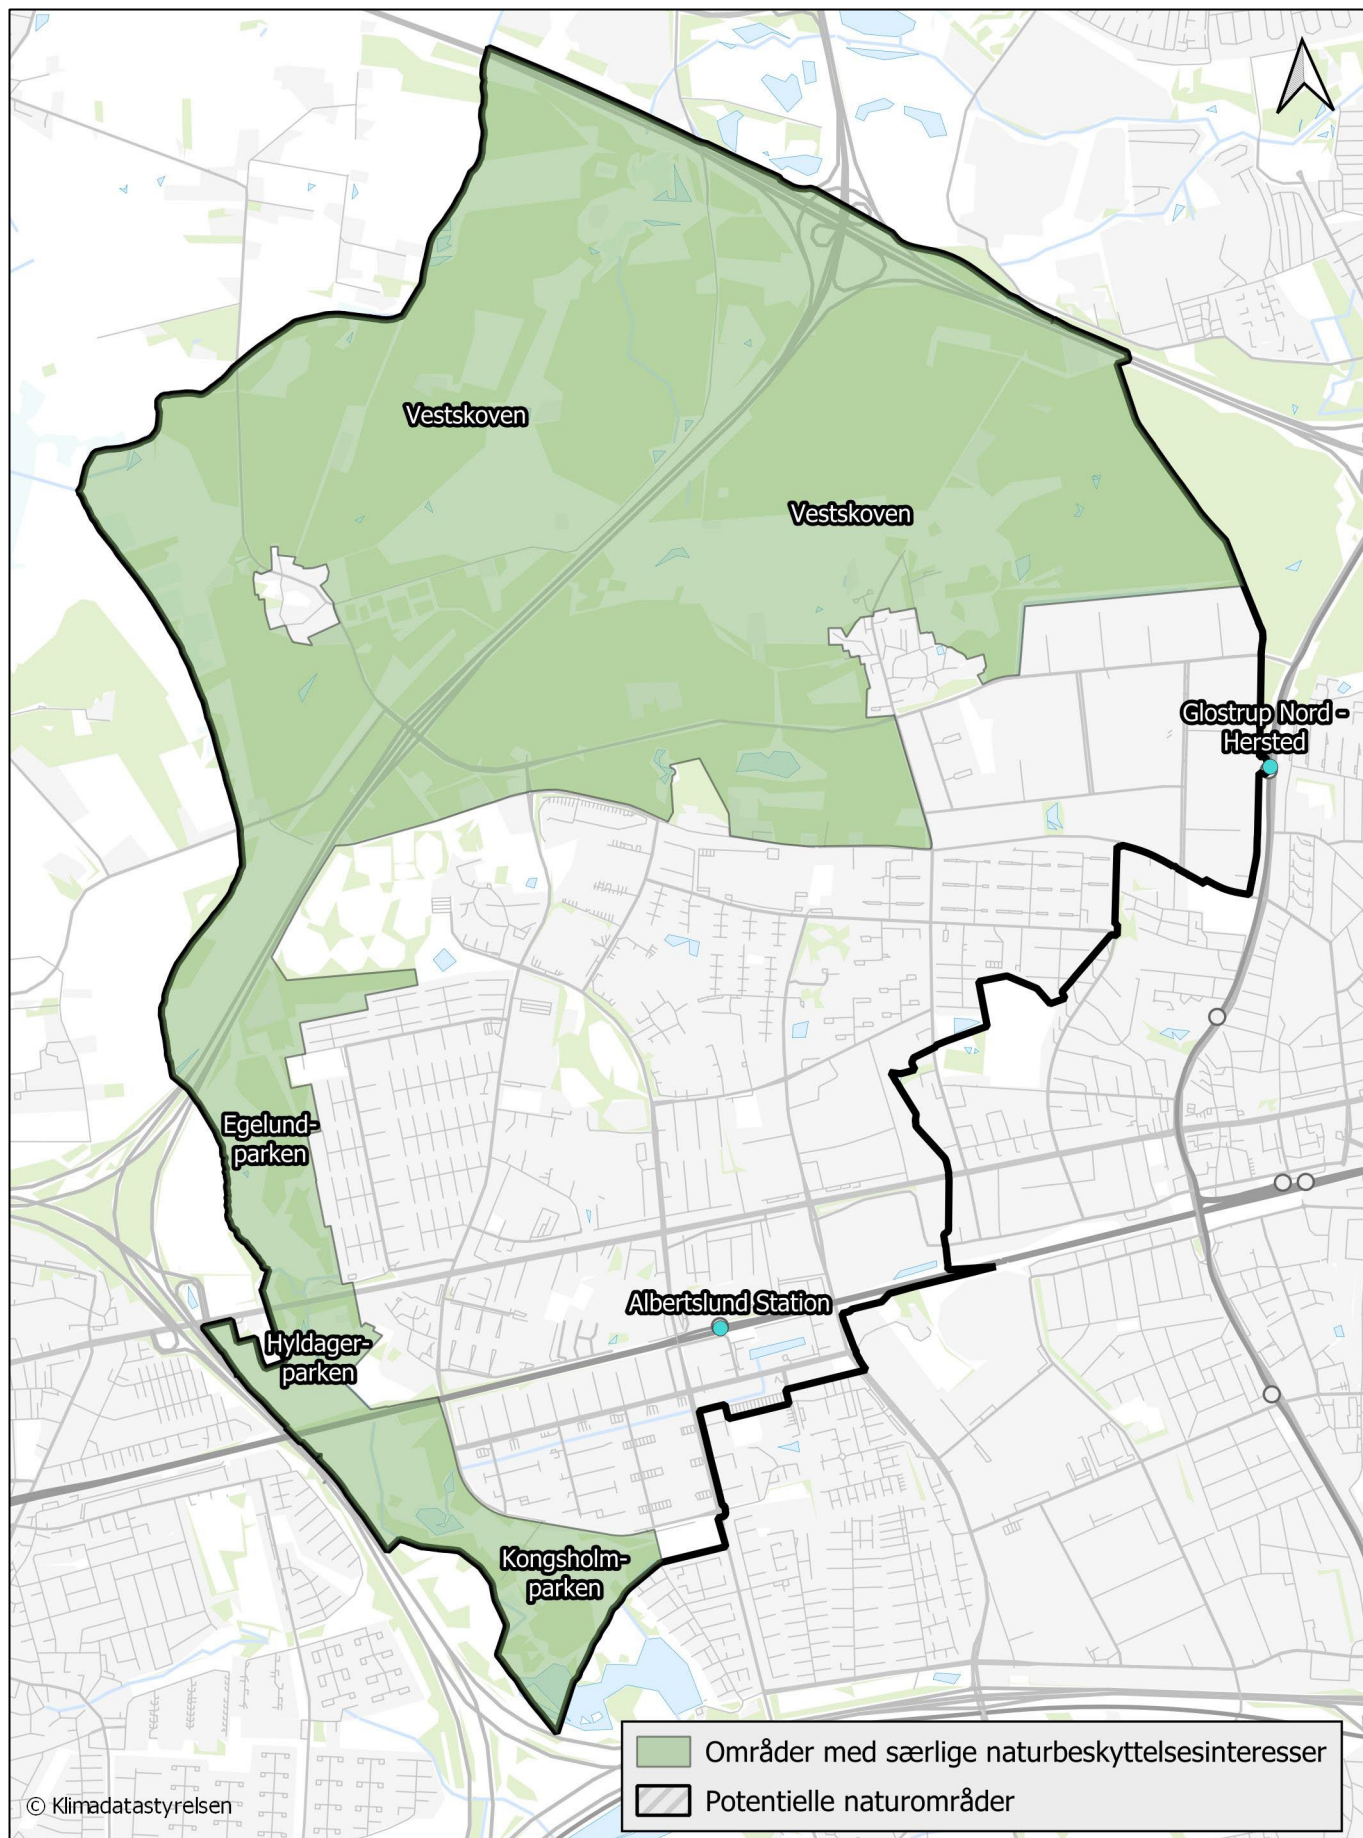 Vestskoven
Vestskoven
Glostrup Nord -
Hersted
Egelund-
parken
Albertslund Station
Hyldager-
parken
Kongsholm-
parken
Områder med særlige naturbeskyttelsesinteresser
Potentielle naturområder
© Klimadatastyrelsen